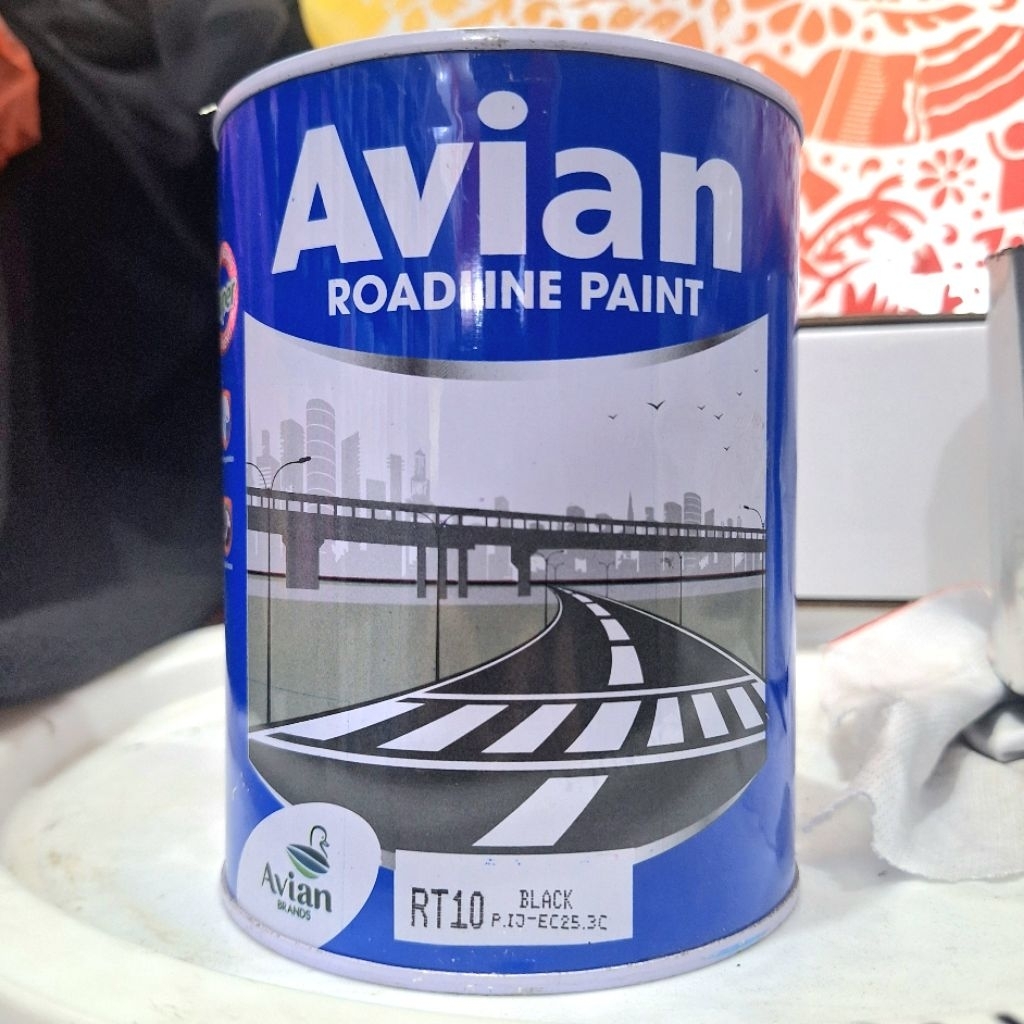 Avian
ROADLINE PAINT
Avian
BRANDS
RT10 BLACK
P.IJ-EC25.3C